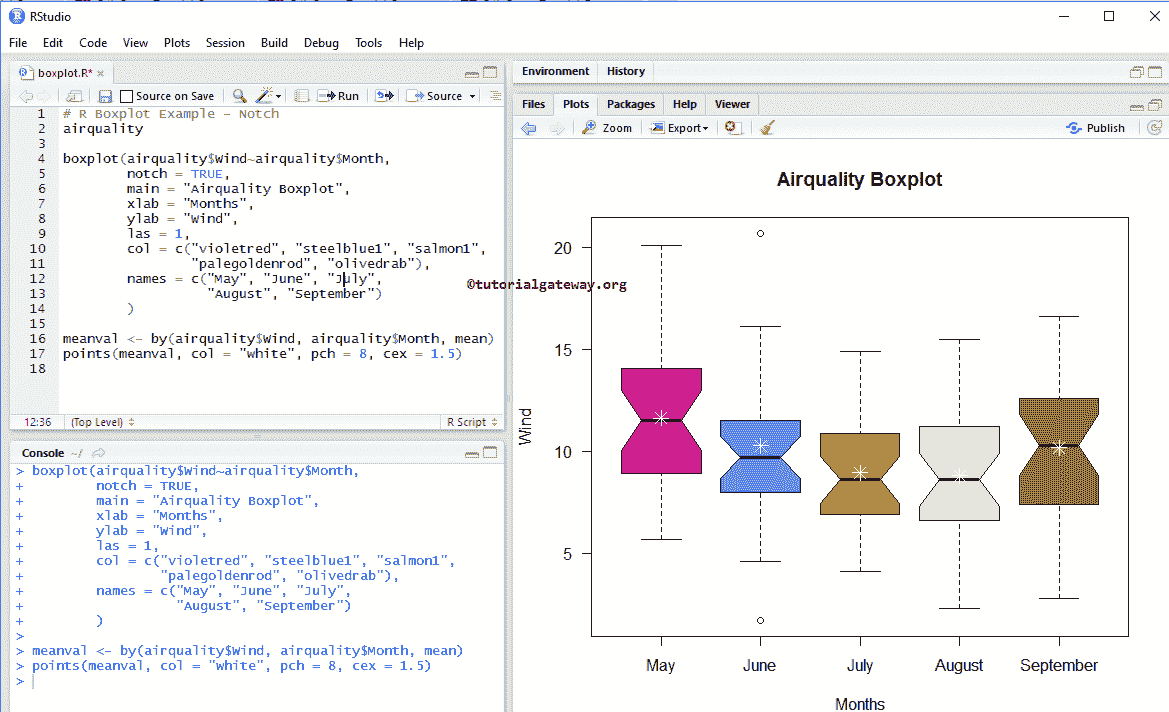 RStudio
File Edit Code View Plots Session Build Debug Tools Help
boxplot.R*
Source on Save Run Source
1 # R Boxplot Example - Notch
2 airquality
3
4 boxplot(airquality$Wind~airquality$Month,
5 notch = TRUE,
6 main = "Airquality Boxplot",
7 xlab = "Months",
8 ylab = "Wind",
9 las = 1,
10 col = c("violetred", "steelblue1", "salmon1",
11 "palegoldenrod", "olivedrab"),
12 names = c("May", "June", "July",
13 "August", "September")
14 )
15
16 meanval <- by(airquality$Wind, airquality$Month, mean)
17 points(meanval, col = "white", pch = 8, cex = 1.5)
18
12:36 (Top Level) R Script
Console ~/
> boxplot(airquality$Wind~airquality$Month,
+ notch = TRUE,
+ main = "Airquality Boxplot",
+ xlab = "Months",
+ ylab = "Wind",
+ las = 1,
+ col = c("violetred", "steelblue1", "salmon1",
+ "palegoldenrod", "olivedrab"),
+ names = c("May", "June", "July",
+ "August", "September")
+ )
>
> meanval <- by(airquality$Wind, airquality$Month, mean)
> points(meanval, col = "white", pch = 8, cex = 1.5)
>
Environment History
Files Plots Packages Help Viewer
Zoom Export Publish
Airquality Boxplot
©tutorialgateway.org
20
15
10
5
Wind
May June July August September
Months